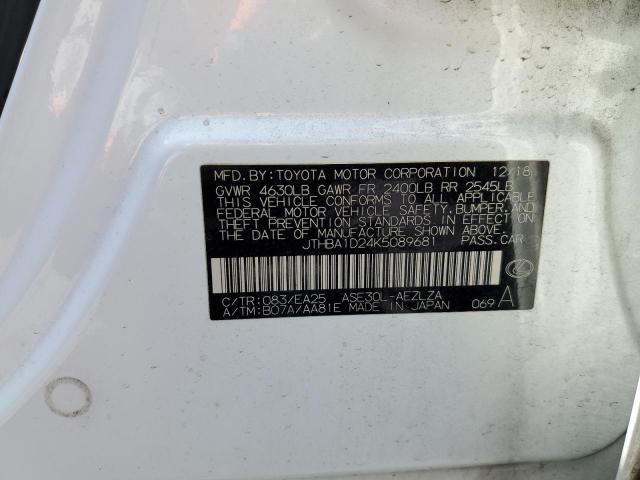 MFD. BY: TOYOTA MOTOR CORPORATION 12/18
GVWR 4630LB GAWR FR 2400LB RR 2545LB
THIS VEHICLE CONFORMS TO ALL APPLICABLE
FEDERAL MOTOR VEHICLE SAFETY, BUMPER, AND
THEFT PREVENTION STANDARDS IN EFFECT ON
THE DATE OF MANUFACTURE SHOWN ABOVE.
JTHBA1D24K5089681 PASS.CAR
C/TR: 083/EA25 ASE30L-AEZLZA
A/TM: B07A/AA81E MADE IN JAPAN 069 A